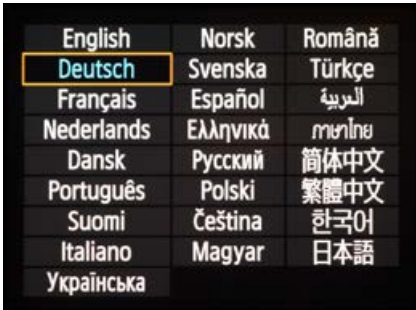 English Norsk Română
Deutsch Svenska Türkçe
Français Español العربية
Nederlands Ελληνικά ภาษาไทย
Dansk Русский 简体中文
Português Polski 繁體中文
Suomi Čeština 한국어
Italiano Magyar 日本語
Українська